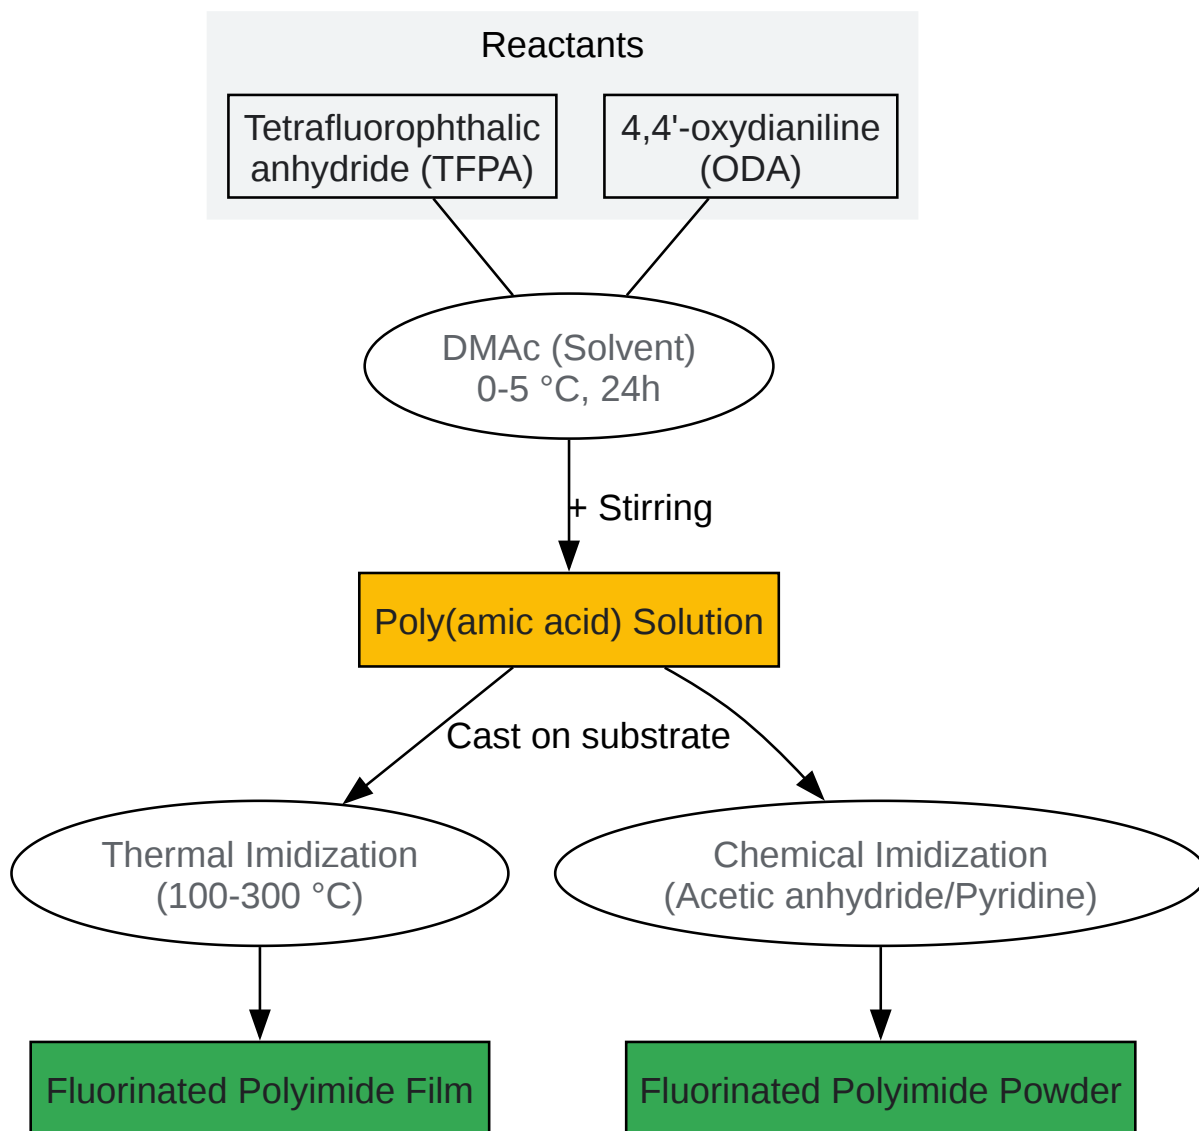 Reactants
Tetrafluorophthalic
anhydride (TFPA)
4,4'-oxydianiline
(ODA)
DMAc (Solvent)
0-5 °C, 24h
+ Stirring
Poly(amic acid) Solution
Cast on substrate
Thermal Imidization
(100-300 °C)
Chemical Imidization
(Acetic anhydride/Pyridine)
Fluorinated Polyimide Film
Fluorinated Polyimide Powder